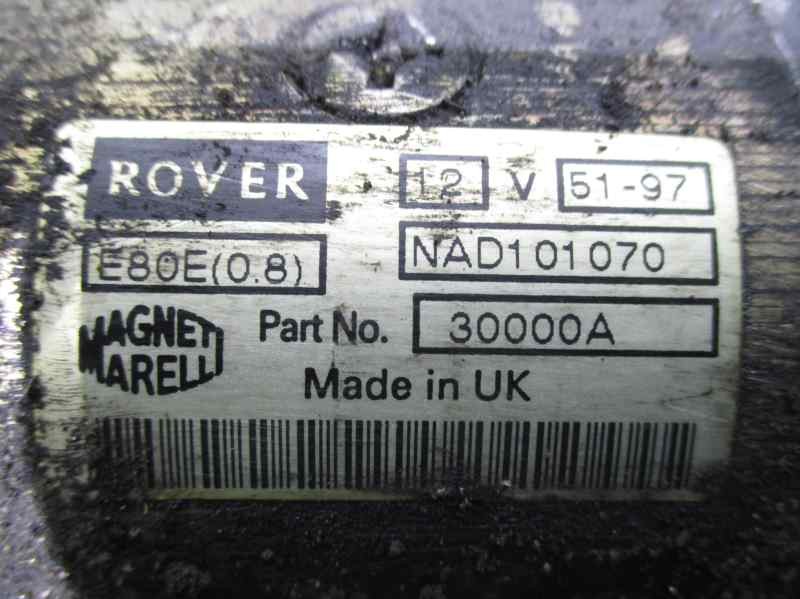 ROVER 12 V 51-97
E80E(0.8) NAD101070
MAGNETI
MARELLI
Part No. 30000A
Made in UK